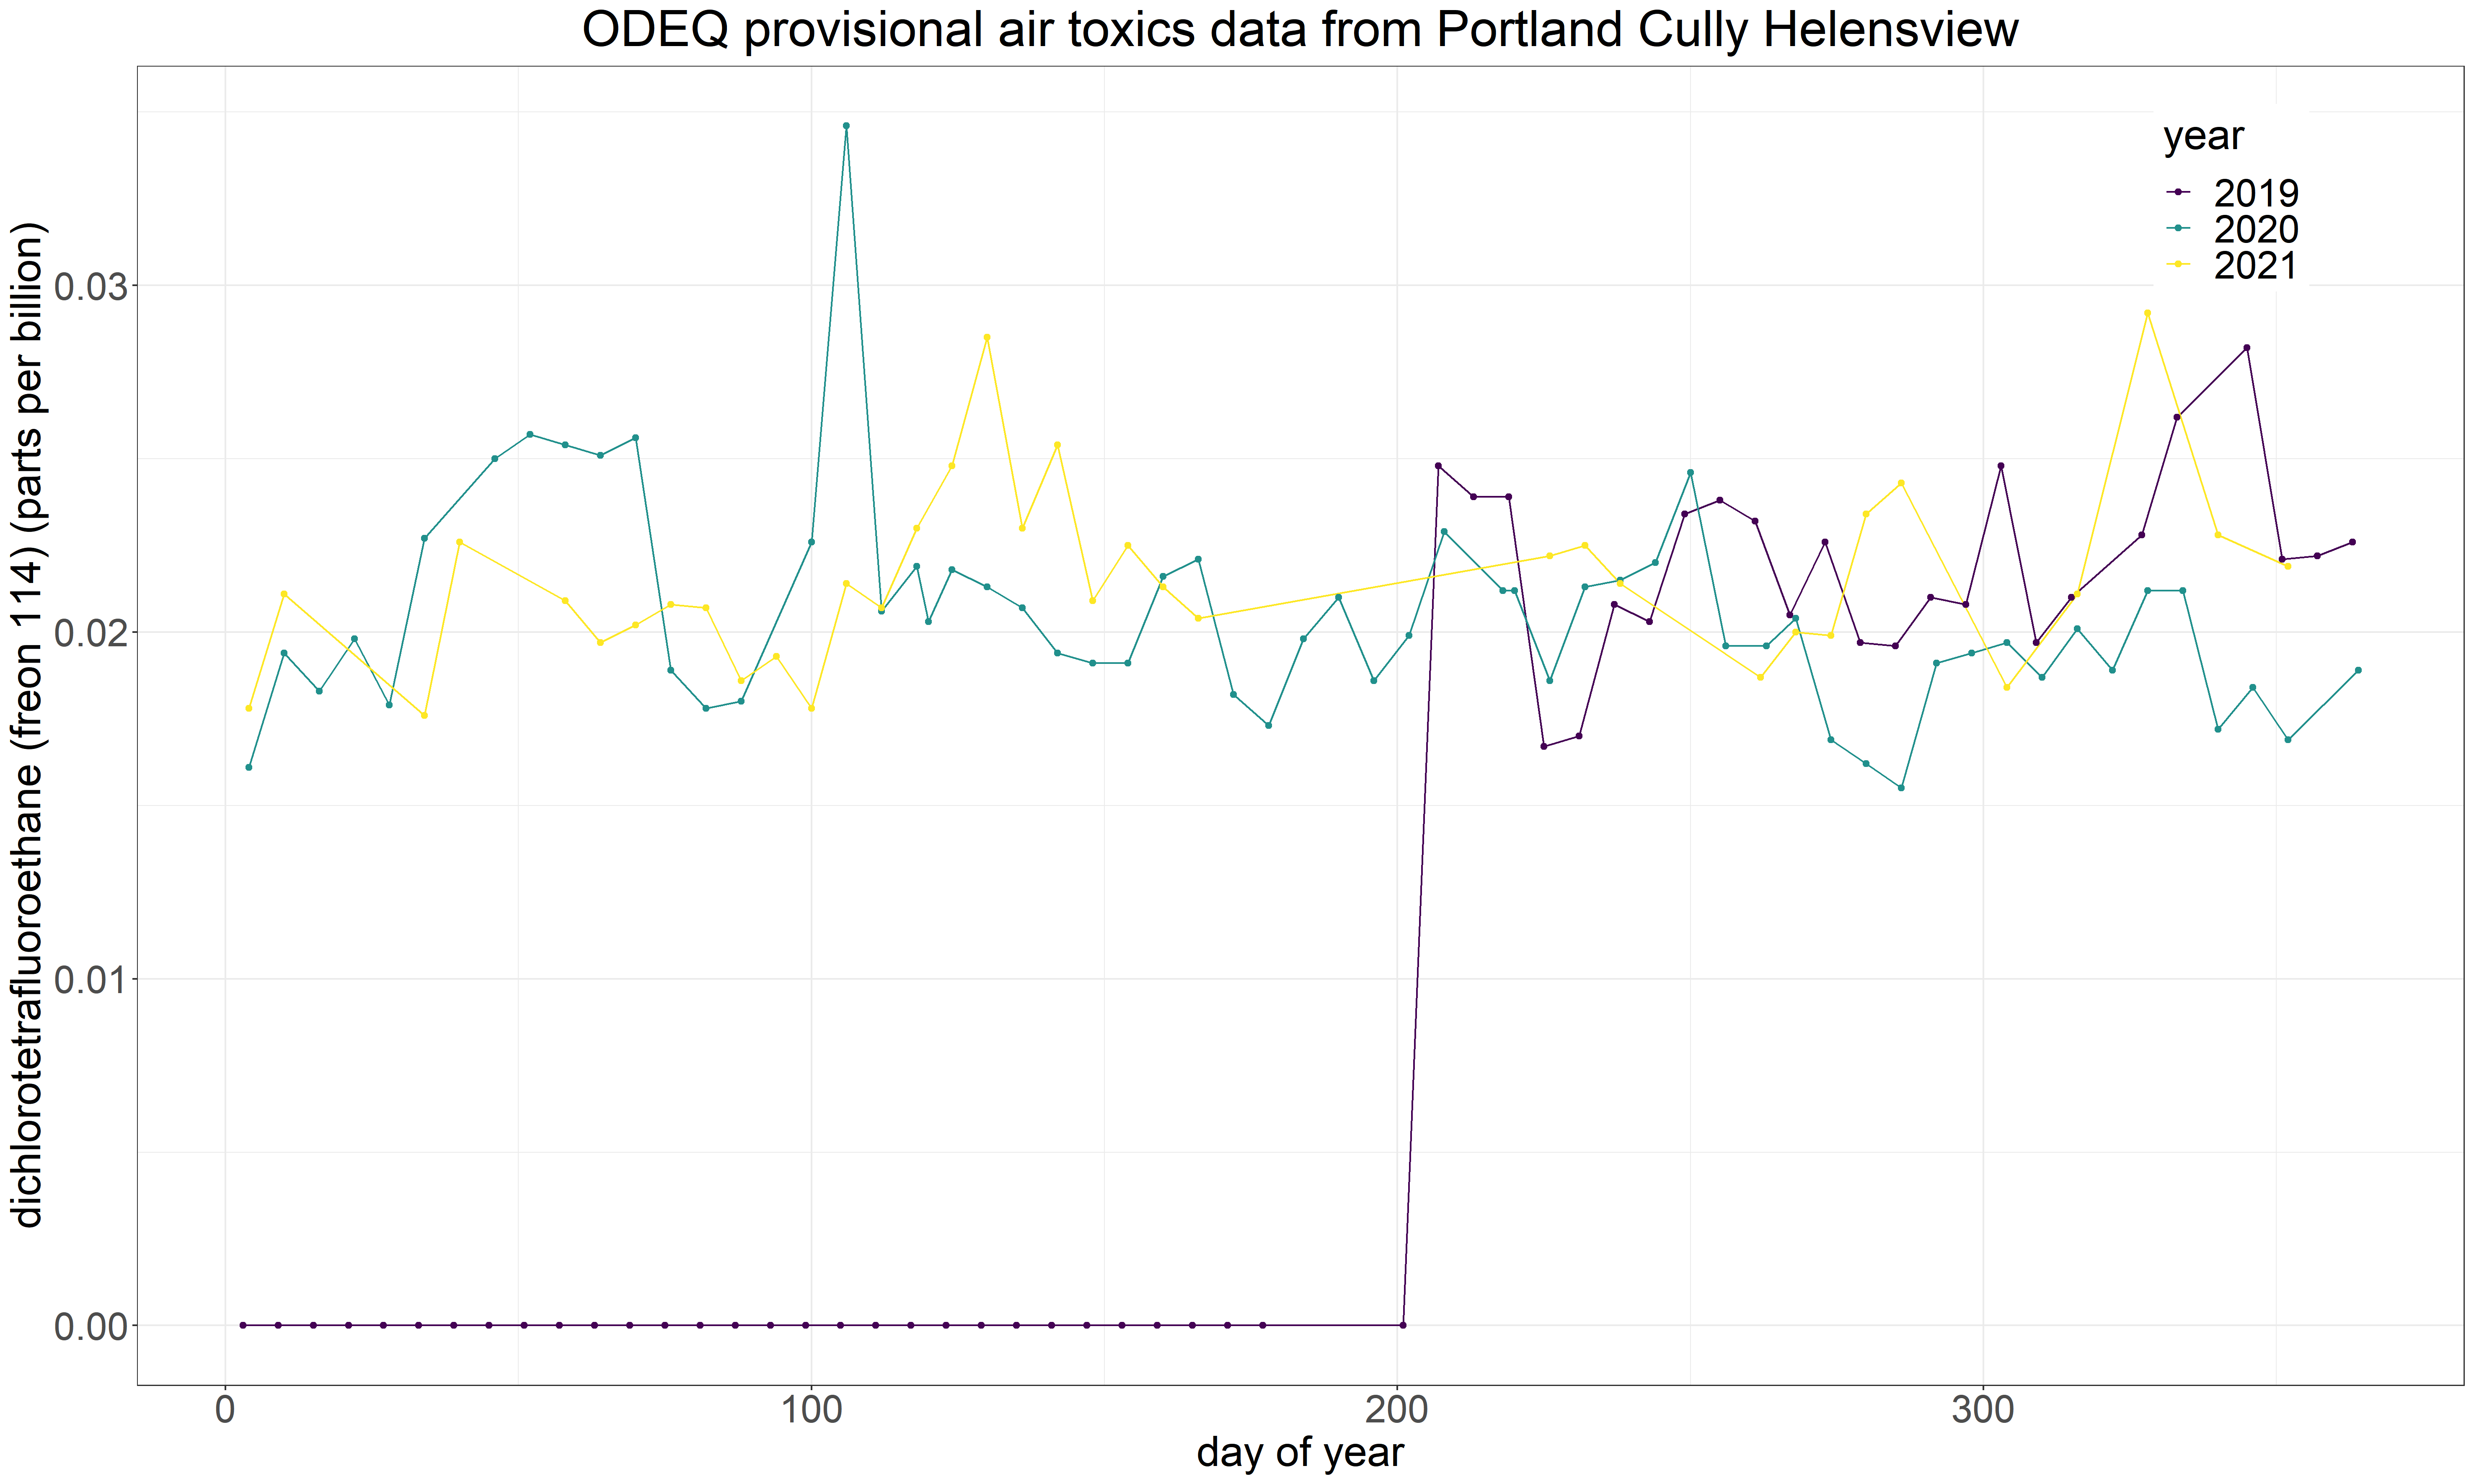 ODEQ provisional air toxics data from Portland Cully Helensview
dichlorotetrafluoroethane (freon 114) (parts per billion)
0.03
0.02
0.01
0.00
year
2019
2020
2021
0
100
200
300
day of year